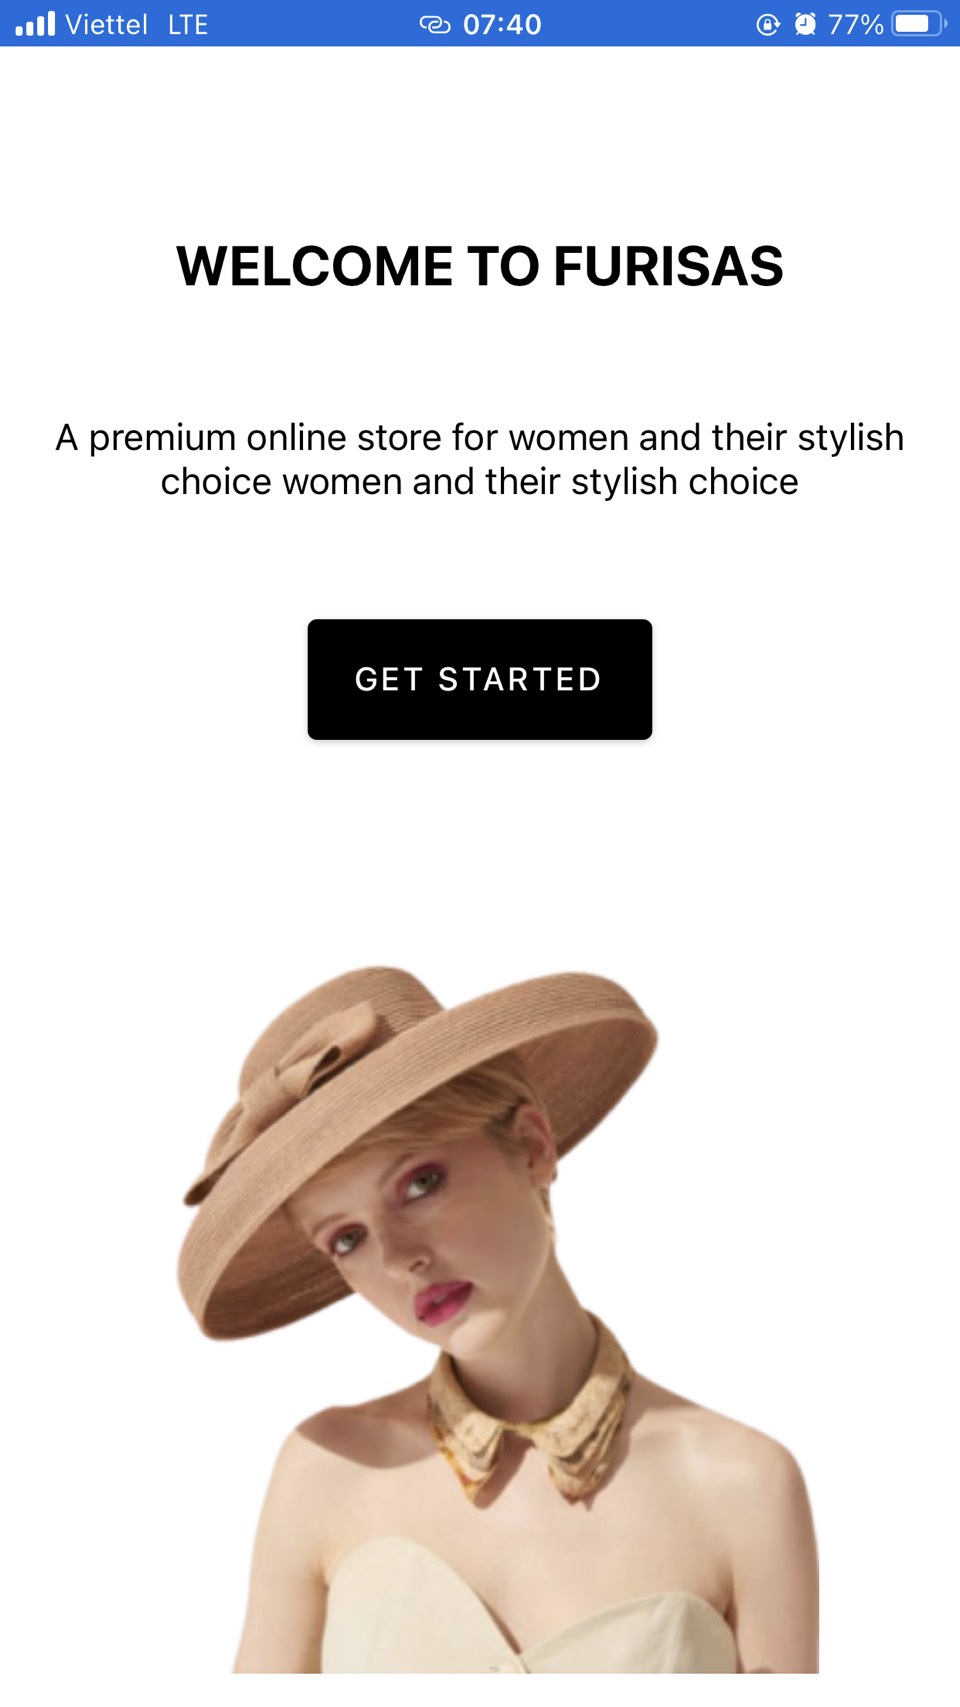 Viettel LTE 07:40 77%
WELCOME TO FURISAS
A premium online store for women and their stylish
choice women and their stylish choice
GET STARTED